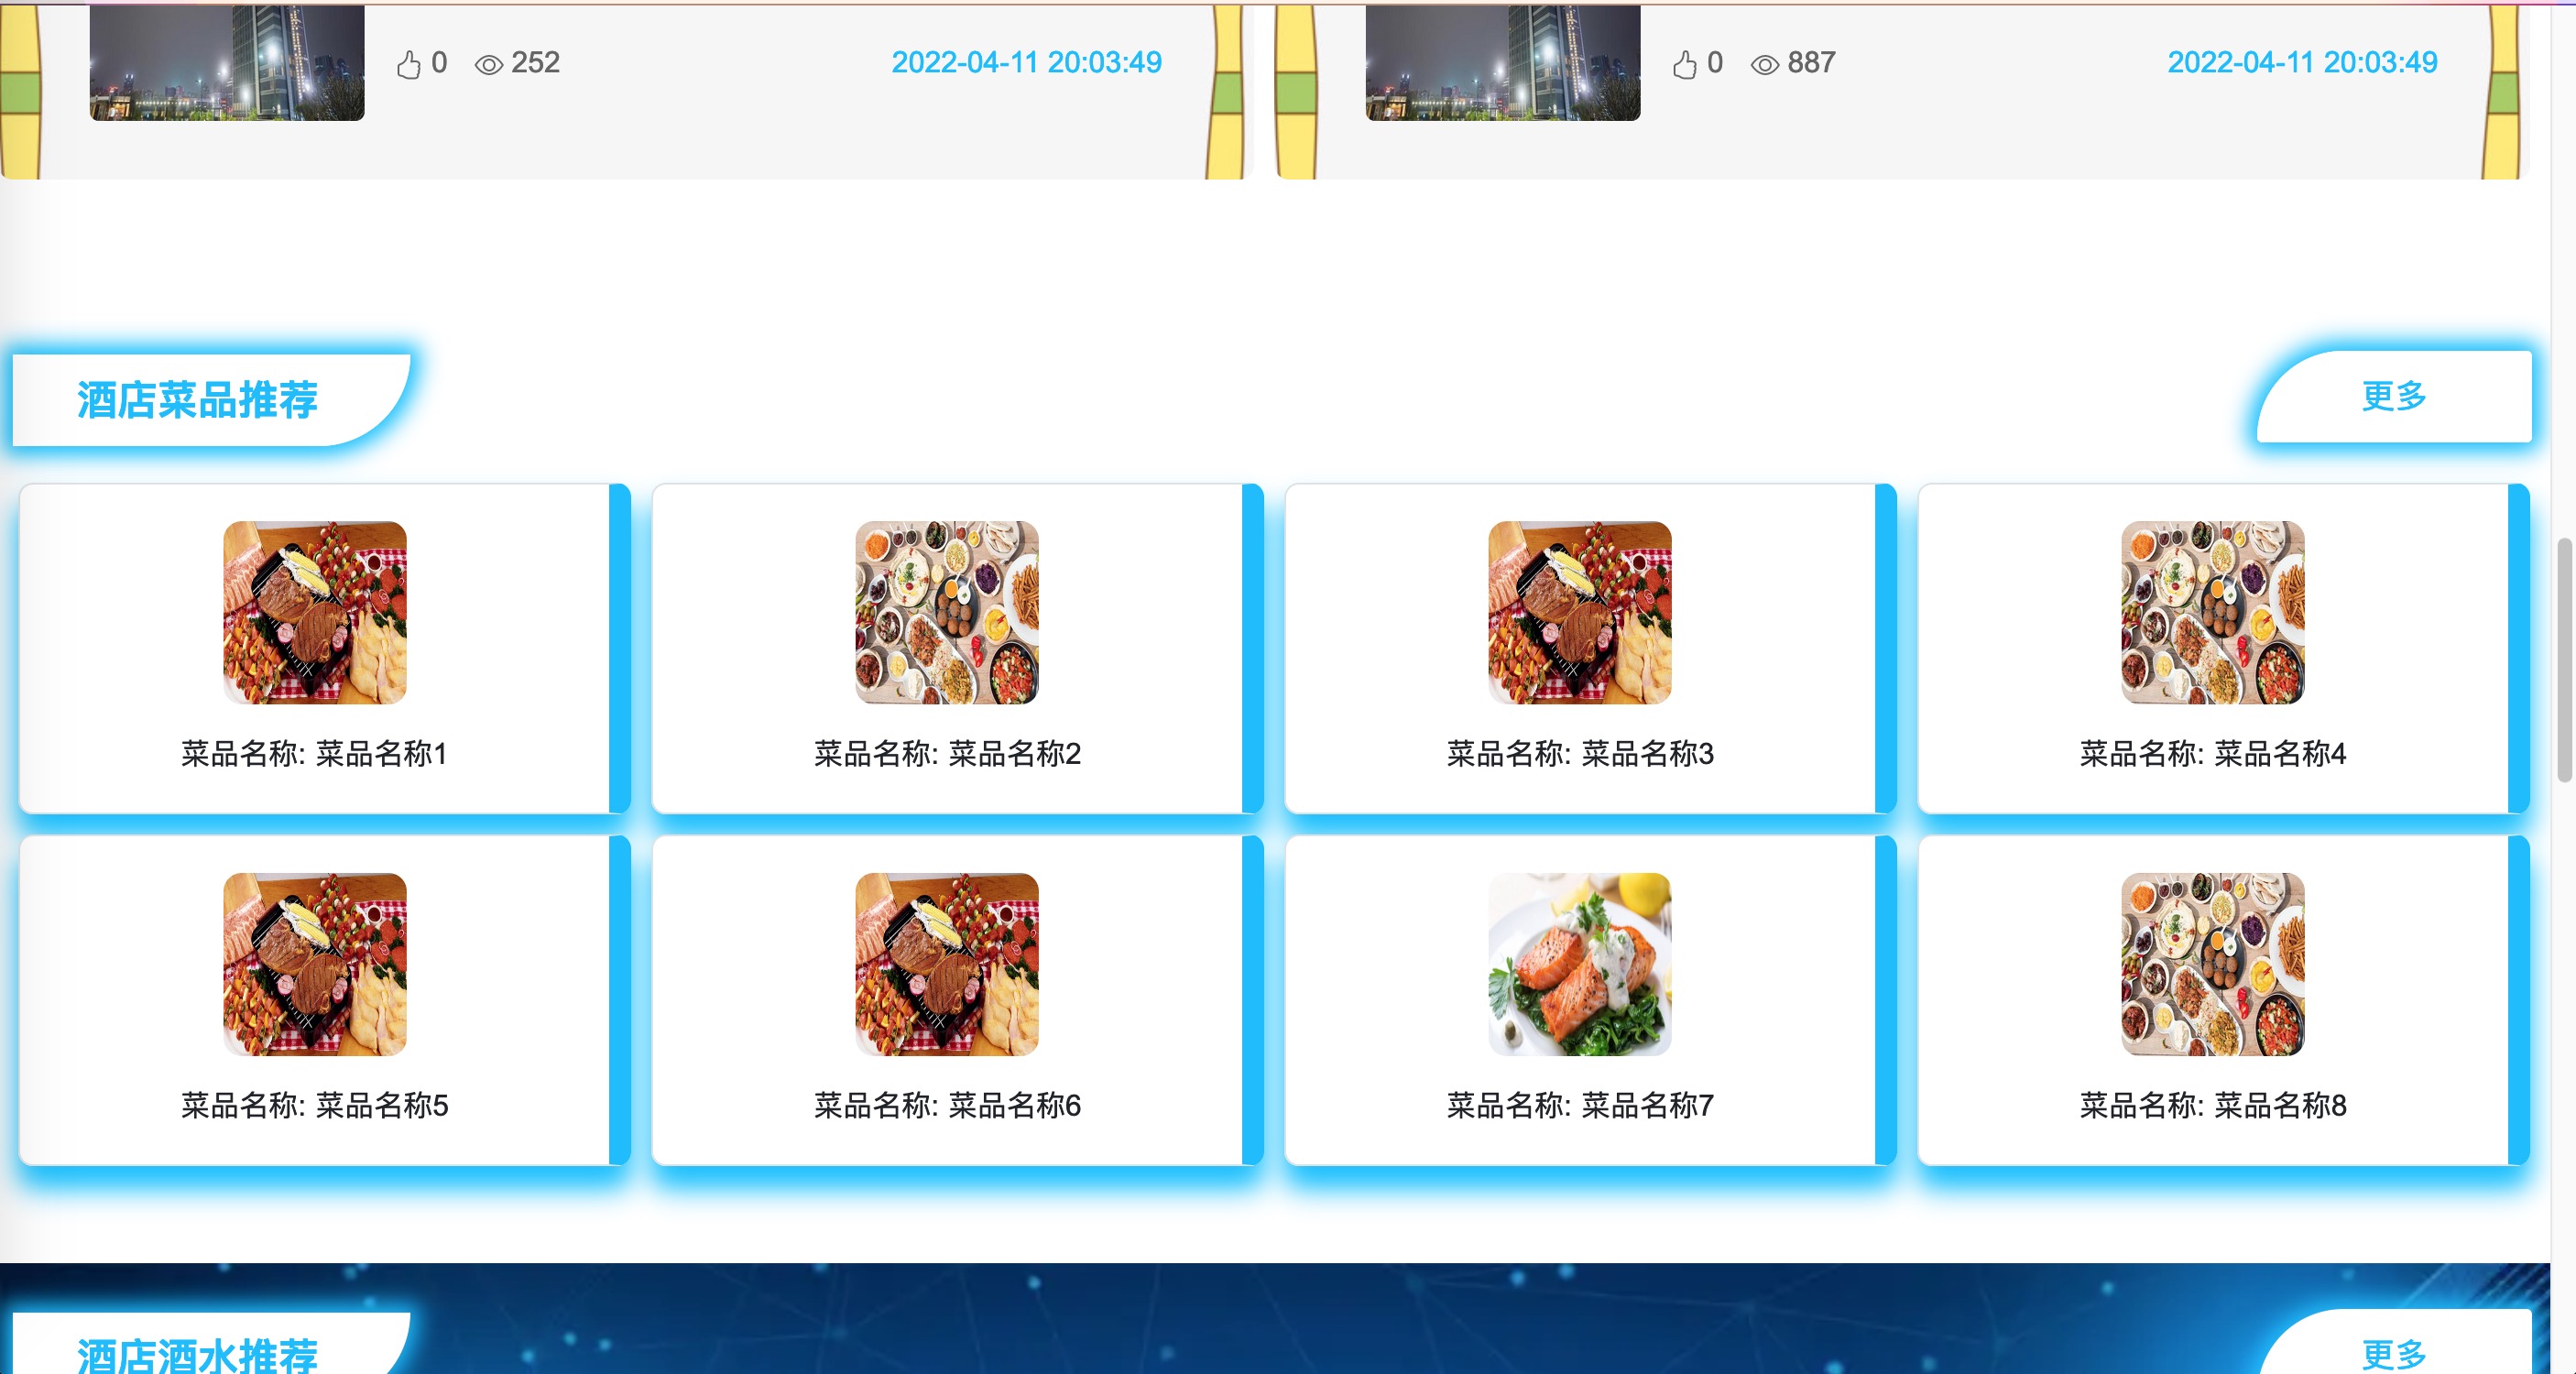 0 252 2022-04-11 20:03:49 0 887 2022-04-11 20:03:49
酒店菜品推荐 更多
菜品名称: 菜品名称1 菜品名称: 菜品名称2 菜品名称: 菜品名称3 菜品名称: 菜品名称4
菜品名称: 菜品名称5 菜品名称: 菜品名称6 菜品名称: 菜品名称7 菜品名称: 菜品名称8
酒店酒水推荐 更多